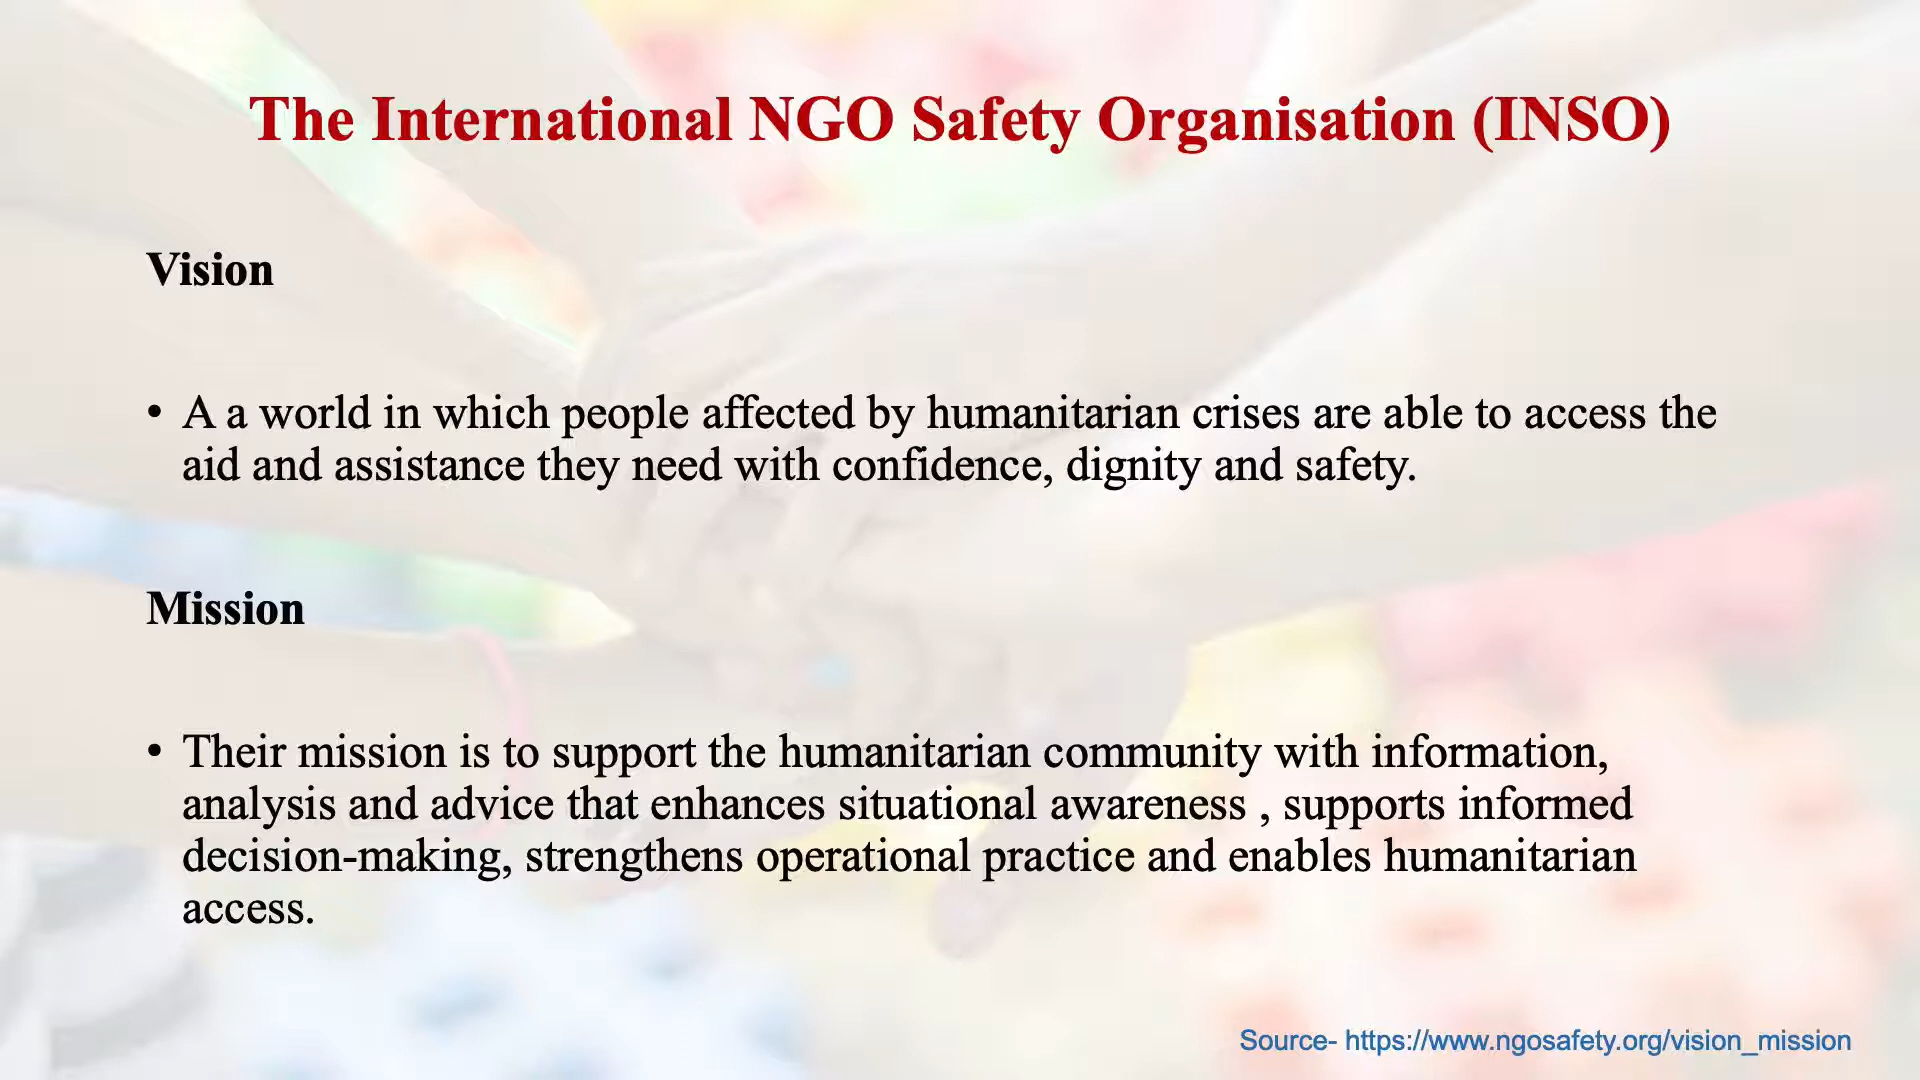 The International NGO Safety Organisation (INSO)
Vision
• A a world in which people affected by humanitarian crises are able to access the
aid and assistance they need with confidence, dignity and safety.
Mission
• Their mission is to support the humanitarian community with information,
analysis and advice that enhances situational awareness , supports informed
decision-making, strengthens operational practice and enables humanitarian
access.
Source- https://www.ngosafety.org/vision_mission